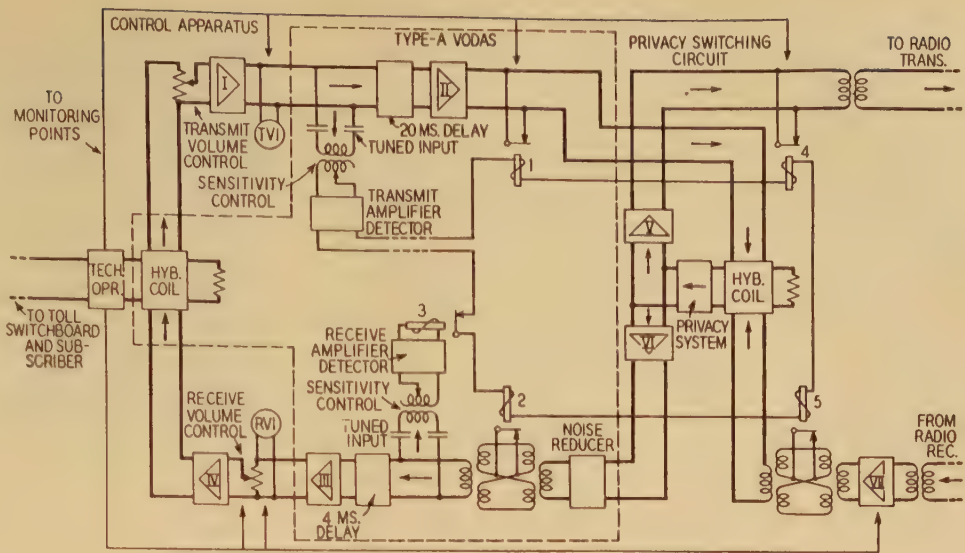 CONTROL APPARATUS
TYPE-A VODAS
PRIVACY SWITCHING
CIRCUIT
TO RADIO
TRANS.
TO
MONITORING
POINTS
I
II
TRANSMIT
VOLUME
CONTROL
TVI
20 MS. DELAY
TUNED INPUT
SENSITIVITY
CONTROL
TRANSMIT
AMPLIFIER
DETECTOR
1
4
V
TECH.
OPR.
HYB.
COIL
HYB.
COIL
PRIVACY
SYSTEM
TO TOLL
SWITCHBOARD
AND SUB-
SCRIBER
3
RECEIVE
AMPLIFIER
DETECTOR
VI
SENSITIVITY
CONTROL
2
5
RECEIVE
VOLUME
CONTROL
RVI
TUNED
INPUT
NOISE
REDUCER
FROM
RADIO
REC.
IV
III
VII
4 MS.
DELAY